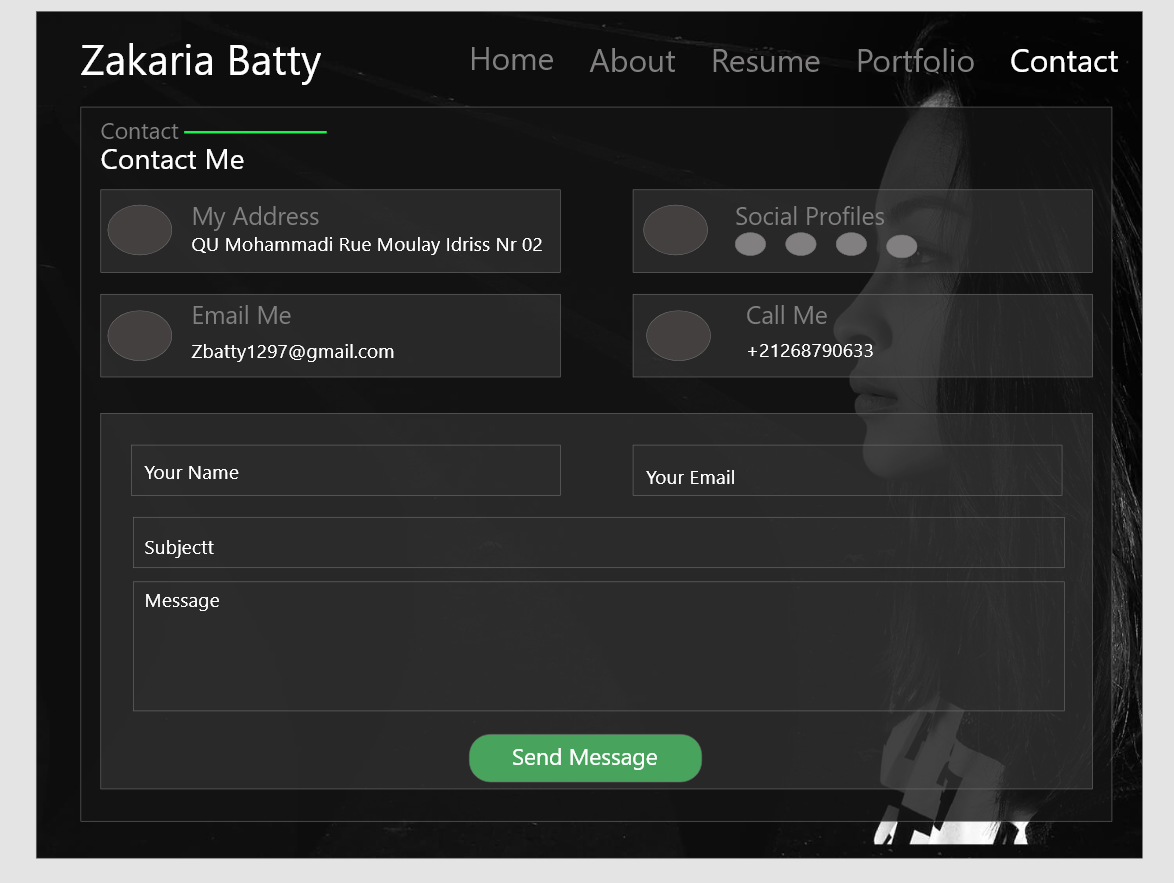 Zakaria Batty
Home About Resume Portfolio Contact
Contact
Contact Me
My Address
QU Mohammadi Rue Moulay Idriss Nr 02
Social Profiles
Email Me
Zbatty1297@gmail.com
Call Me
+21268790633
Your Name
Your Email
Subjectt
Message
Send Message